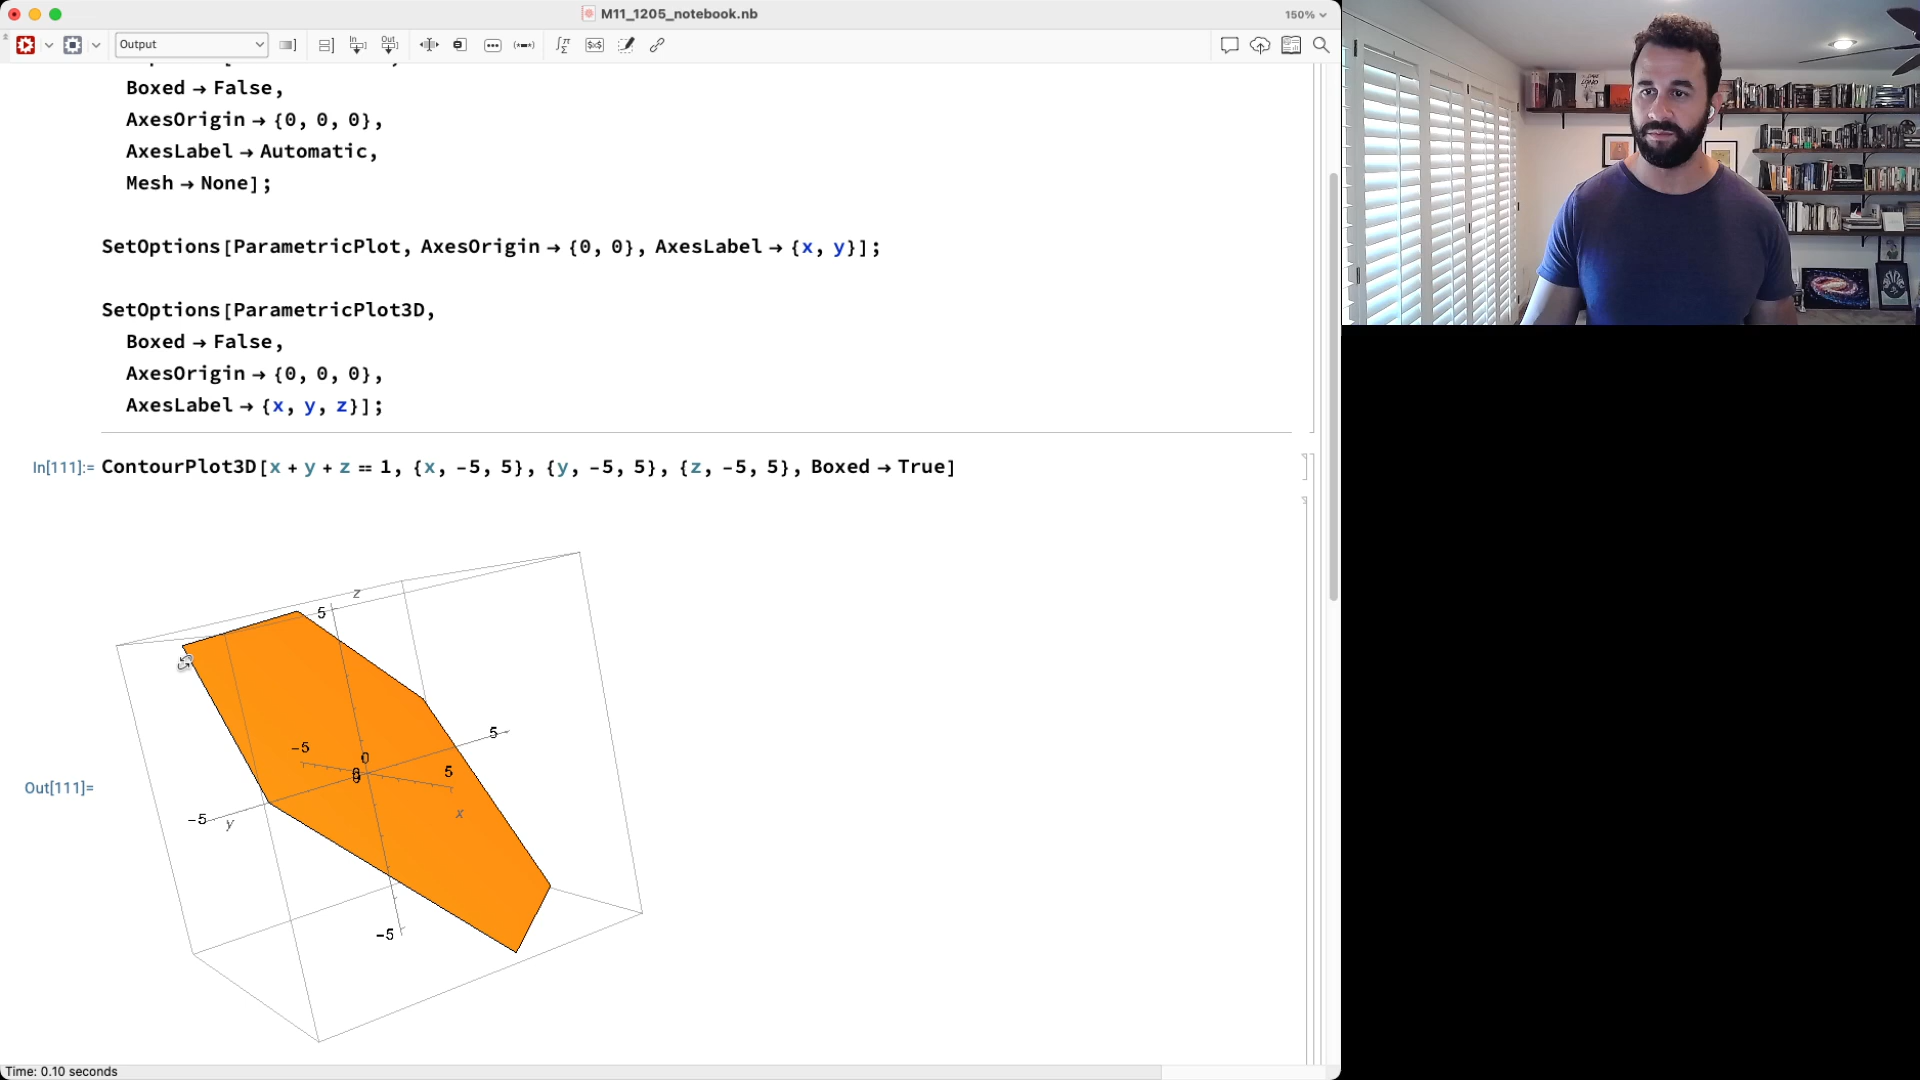 M11_1205_notebook.nb
150%
Output
In
Out
Boxed → False,
AxesOrigin → {0, 0, 0},
AxesLabel → Automatic,
Mesh → None];
SetOptions[ParametricPlot, AxesOrigin → {0, 0}, AxesLabel → {x, y}];
SetOptions[ParametricPlot3D,
Boxed → False,
AxesOrigin → {0, 0, 0},
AxesLabel → {x, y, z}];
In[111]:= ContourPlot3D[x + y + z == 1, {x, -5, 5}, {y, -5, 5}, {z, -5, 5}, Boxed → True]
z
5
5
-5
0
5
-5
y
x
-5
Out[111]=
Time: 0.10 seconds